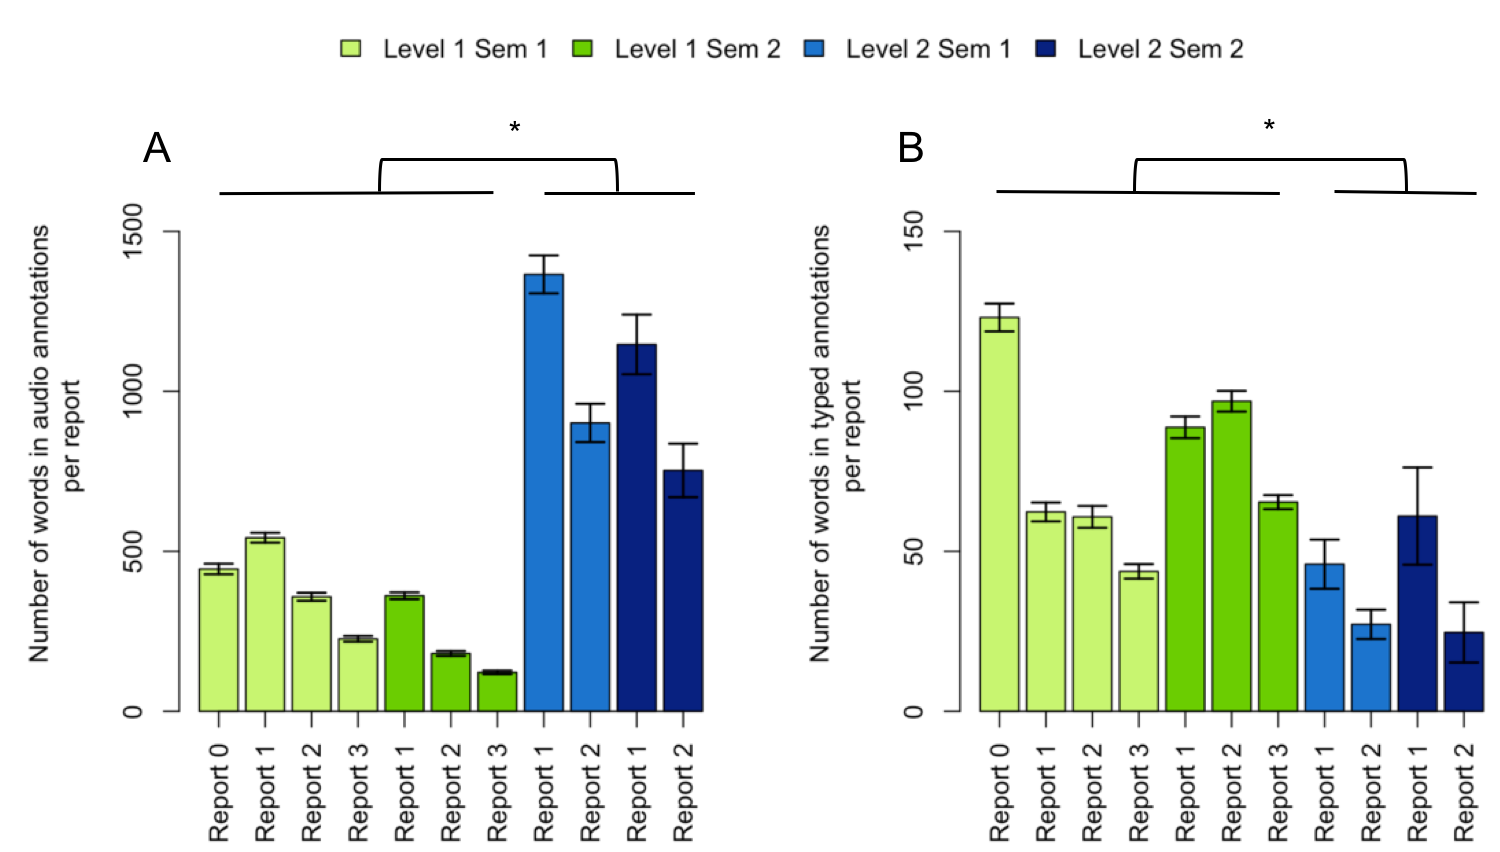 Level 1 Sem 1 Level 1 Sem 2 Level 2 Sem 1 Level 2 Sem 2
A
*
Number of words in audio annotations
per report
1500
1000
500
0
Report 0
Report 1
Report 2
Report 3
Report 1
Report 2
Report 3
Report 1
Report 2
Report 1
Report 2
B
*
Number of words in typed annotations
per report
150
100
50
0
Report 0
Report 1
Report 2
Report 3
Report 1
Report 2
Report 3
Report 1
Report 2
Report 1
Report 2